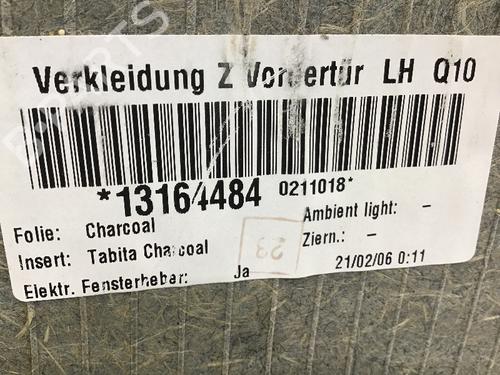 Verkleidung Z Vordertür LH Q10
*13164484 0211018*
Folie: Charcoal
Ambient light: -
Insert: Tabita Charcoal
23
Ziern.: -
Elektr. Fensterheber: Ja
21/02/06 0:11